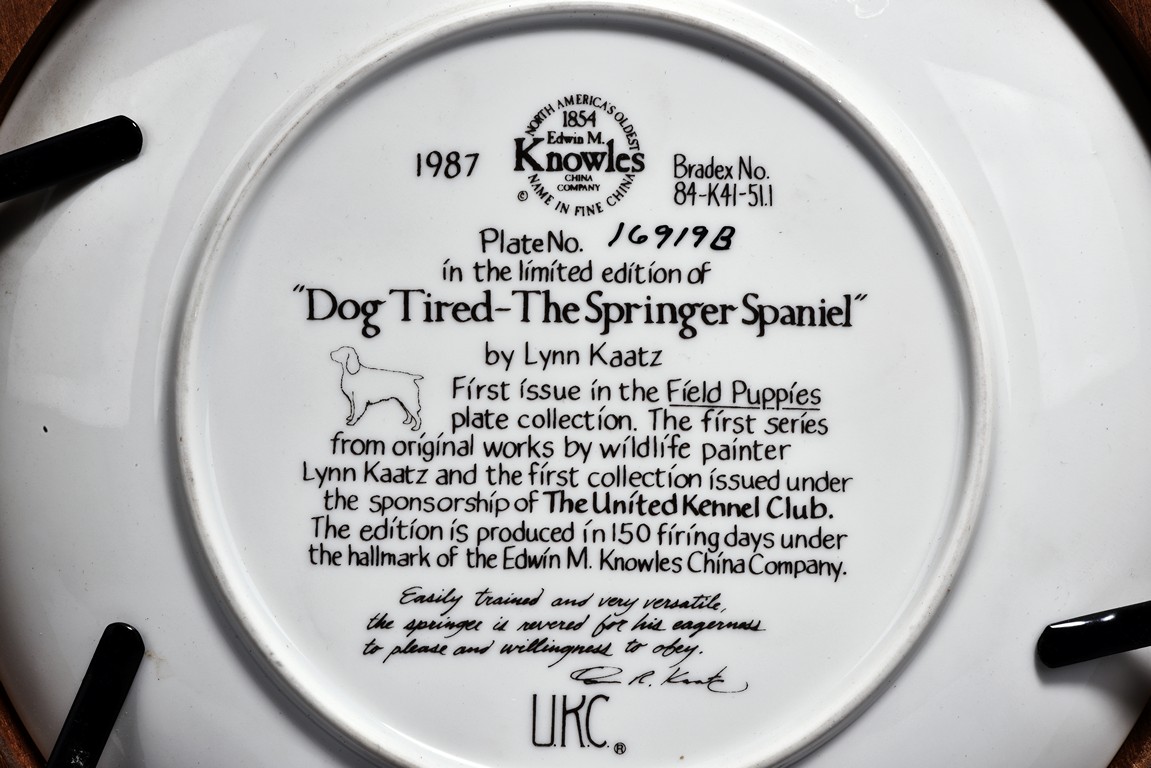 NORTH AMERICA'S OLDEST
1854
Edwin M.
Knowles
CHINA
COMPANY
NAME IN FINE CHINA
©
1987
Bradex No.
84-K41-51.1
Plate No. 16919B
in the limited edition of
"Dog Tired-The Springer Spaniel"
by Lynn Kaatz
First issue in the Field Puppies
plate collection. The first series
from original works by wildlife painter
Lynn Kaatz and the first collection issued under
the sponsorship of The United Kennel Club.
The edition is produced in 150 firing days under
the hallmark of the Edwin M. Knowles China Company.
Easily trained and very versatile,
the springer is revered for his eagerness
to please and willingness to obey.
R. Kaatz
U.K.C.®